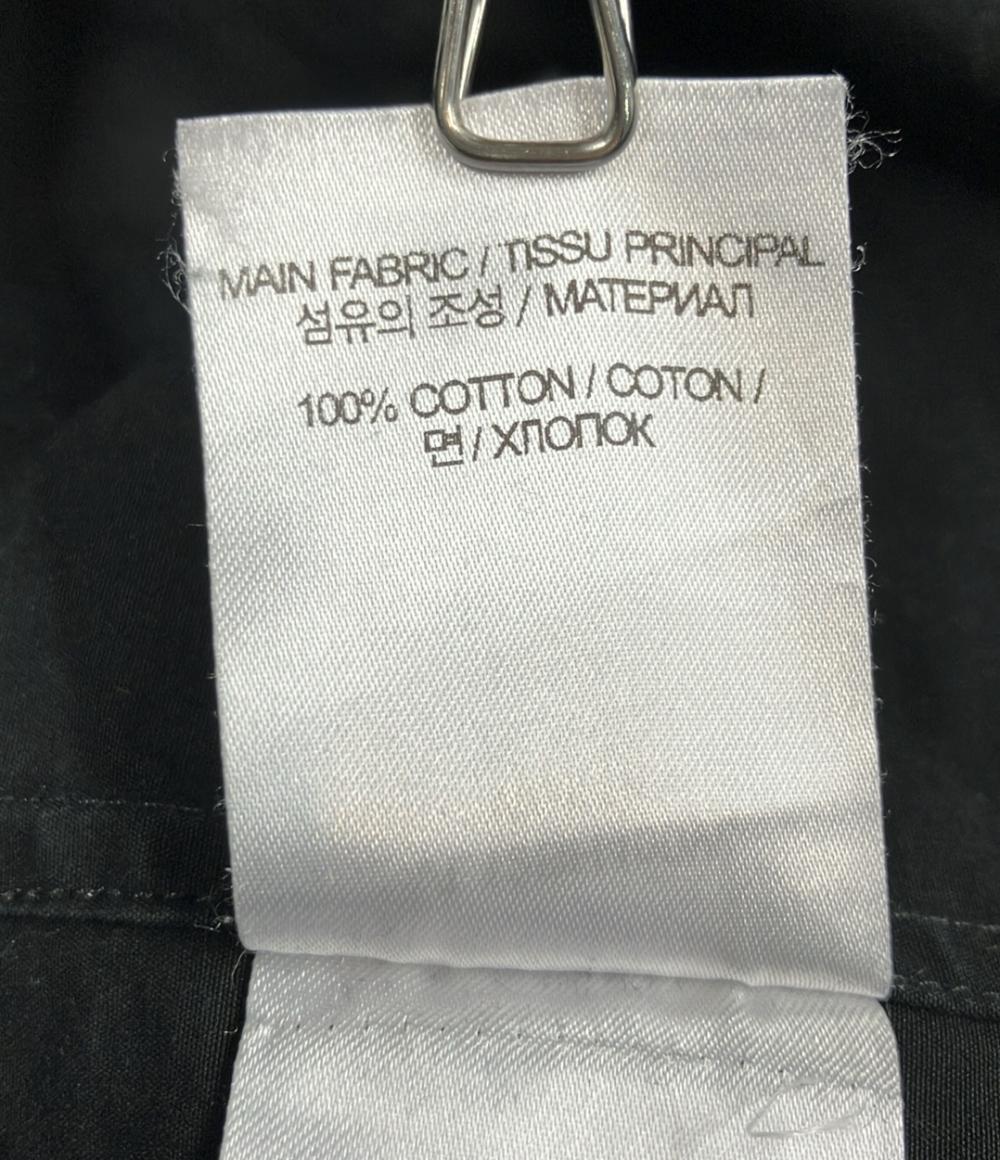 MAIN FABRIC / TISSU PRINCIPAL
섬유의 조성 / МАТЕРИАЛ
100% COTTON / COTON /
면 / ХЛОПОК